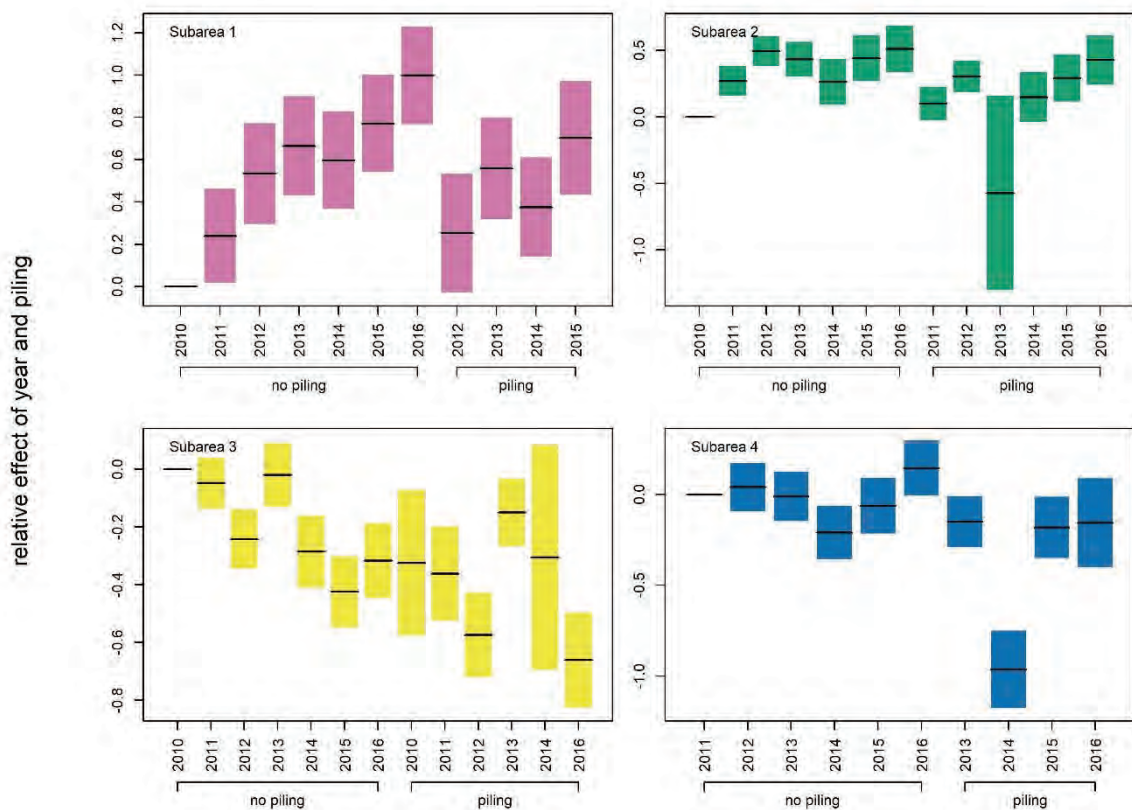 relative effect of year and piling
Subarea 1
1.2
1.0
0.8
0.6
0.4
0.2
0.0
2010 2011 2012 2013 2014 2015 2016 2012 2013 2014 2015
no piling piling
Subarea 2
0.5
0.0
-0.5
-1.0
2010 2011 2012 2013 2014 2015 2016 2011 2012 2013 2014 2015 2016
no piling piling
Subarea 3
0.0
-0.2
-0.4
-0.6
-0.8
2010 2011 2012 2013 2014 2015 2016 2010 2011 2012 2013 2014 2016
no piling piling
Subarea 4
0.0
-0.5
-1.0
2011 2012 2013 2014 2015 2016 2013 2014 2015 2016
no piling piling